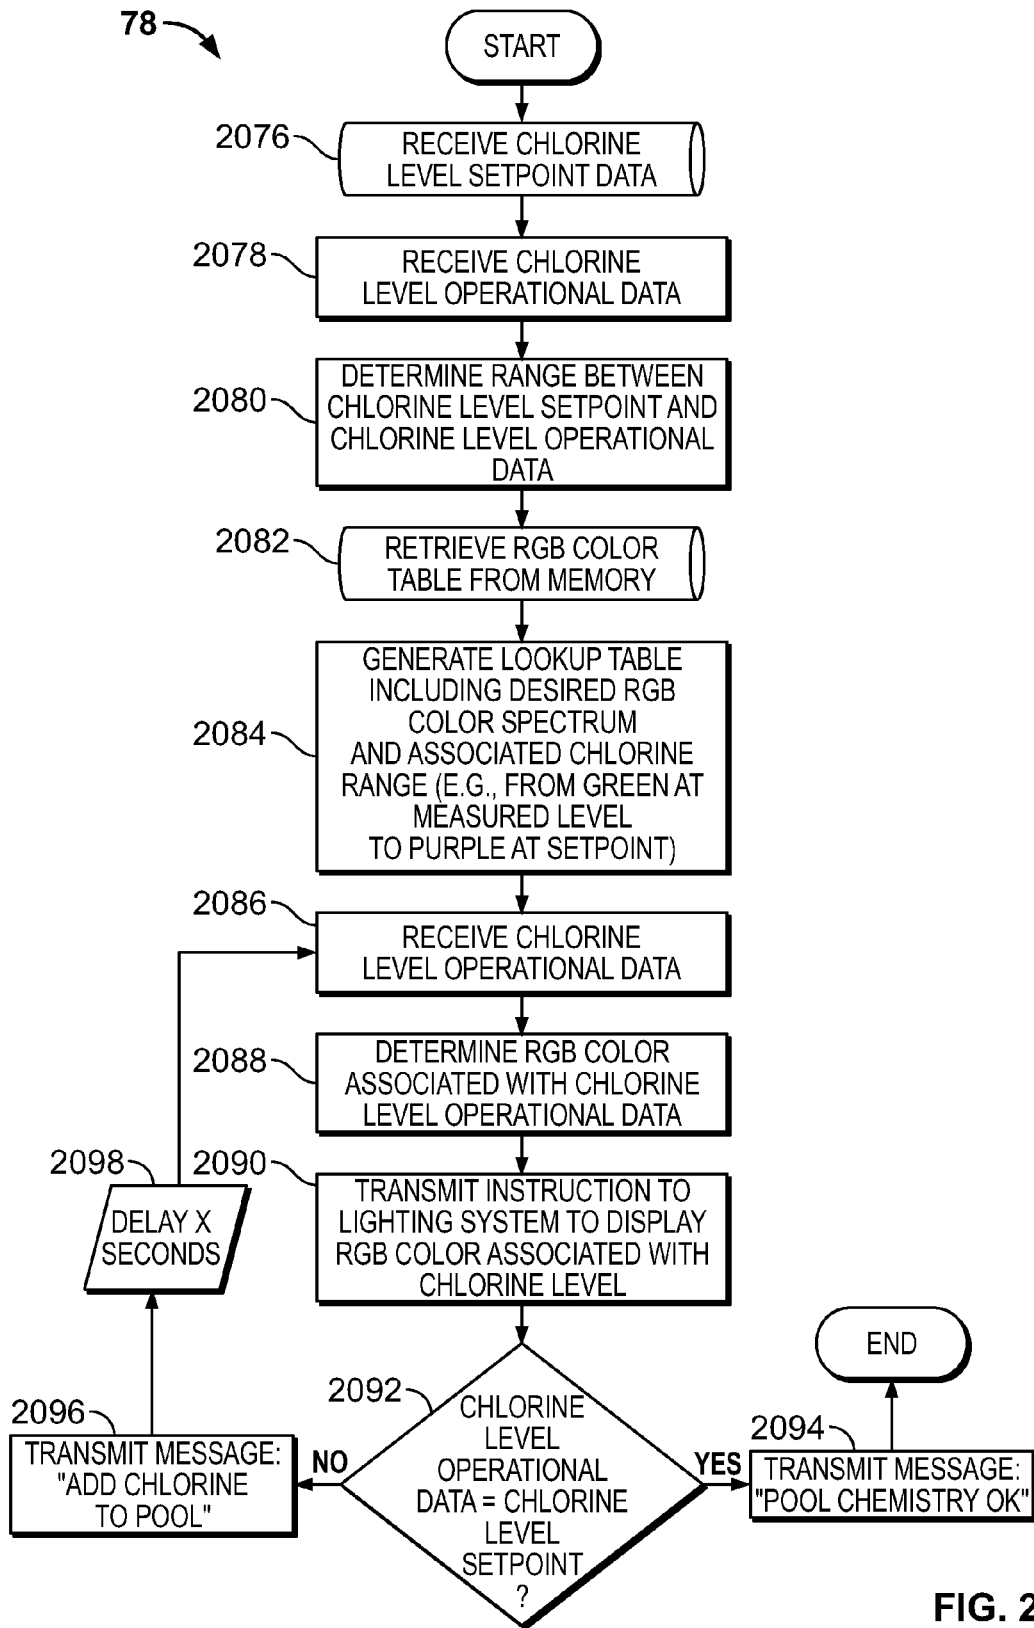 78
START
2076
RECEIVE CHLORINE
LEVEL SETPOINT DATA
2078
RECEIVE CHLORINE
LEVEL OPERATIONAL DATA
2080
DETERMINE RANGE BETWEEN
CHLORINE LEVEL SETPOINT AND
CHLORINE LEVEL OPERATIONAL
DATA
2082
RETRIEVE RGB COLOR
TABLE FROM MEMORY
2084
GENERATE LOOKUP TABLE
INCLUDING DESIRED RGB
COLOR SPECTRUM
AND ASSOCIATED CHLORINE
RANGE (E.G., FROM GREEN AT
MEASURED LEVEL
TO PURPLE AT SETPOINT)
2086
RECEIVE CHLORINE
LEVEL OPERATIONAL DATA
2088
DETERMINE RGB COLOR
ASSOCIATED WITH CHLORINE
LEVEL OPERATIONAL DATA
2090
TRANSMIT INSTRUCTION TO
LIGHTING SYSTEM TO DISPLAY
RGB COLOR ASSOCIATED WITH
CHLORINE LEVEL
2092
CHLORINE
LEVEL
OPERATIONAL
DATA = CHLORINE
LEVEL
SETPOINT
?
YES
2094
TRANSMIT MESSAGE:
"POOL CHEMISTRY OK"
END
NO
2096
TRANSMIT MESSAGE:
"ADD CHLORINE
TO POOL"
2098
DELAY X
SECONDS
FIG. 2